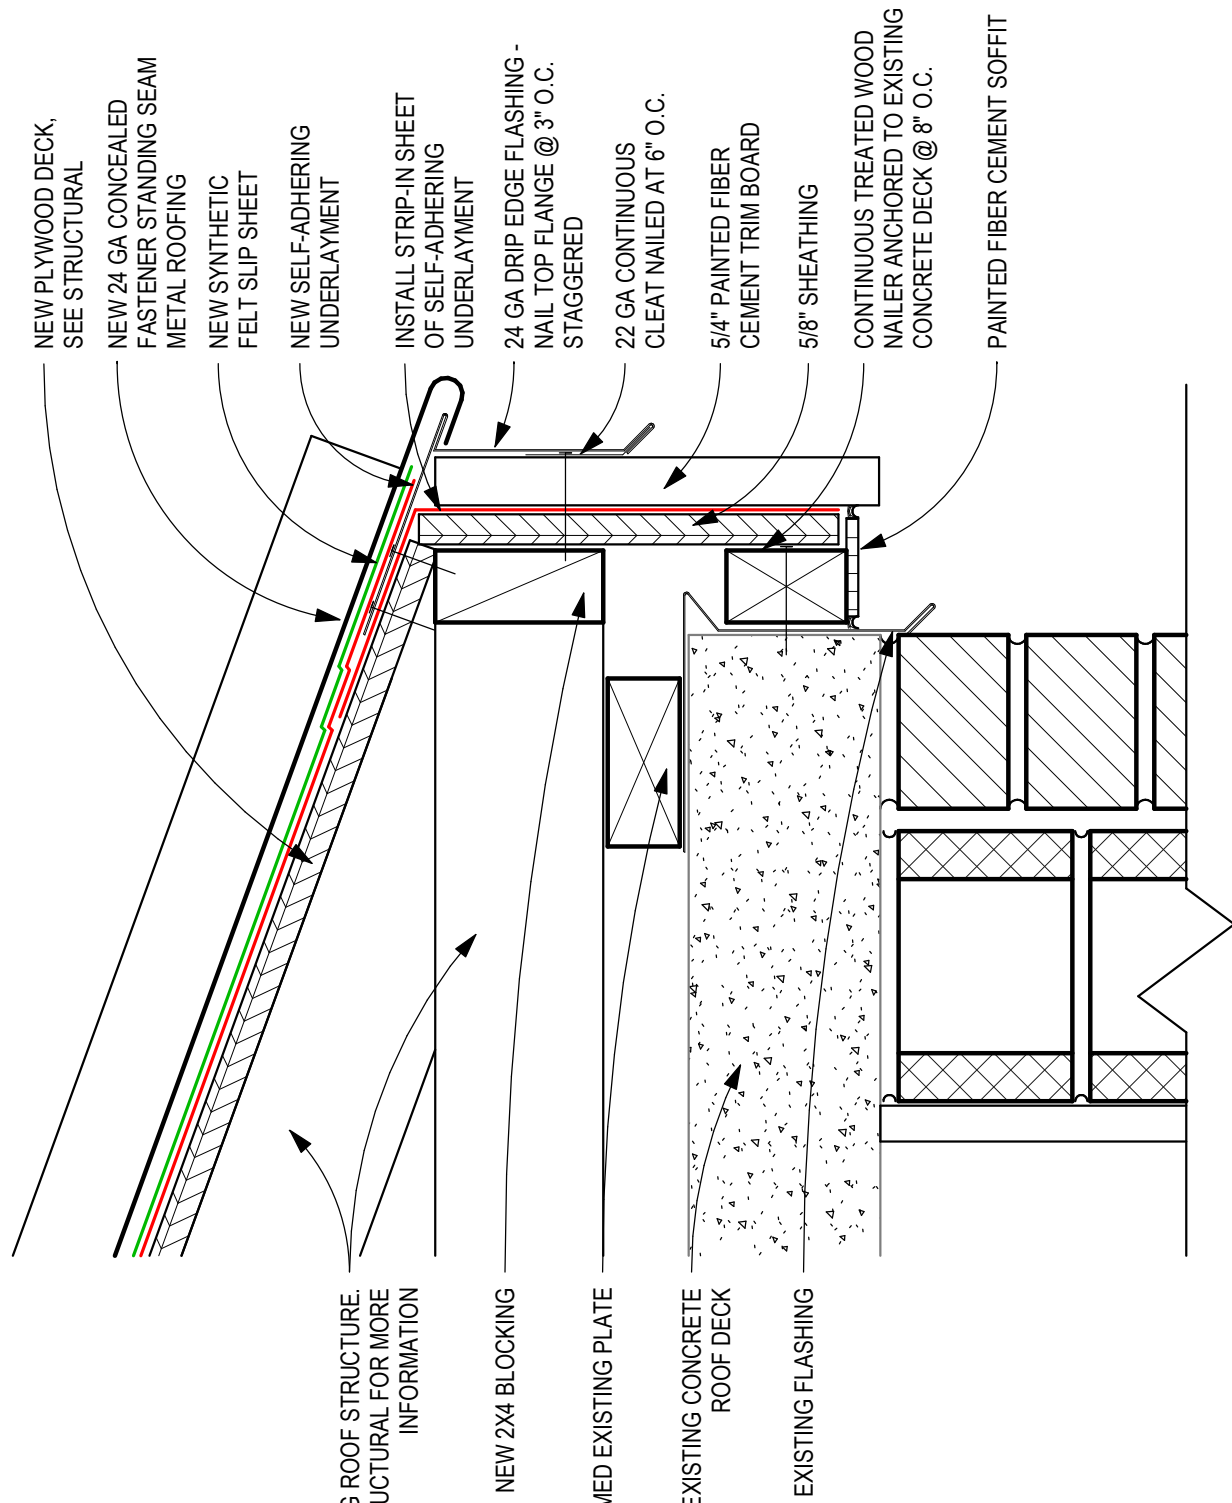 NEW PLYWOOD DECK,
SEE STRUCTURAL
NEW 24 GA CONCEALED
FASTENER STANDING SEAM
METAL ROOFING
NEW SYNTHETIC
FELT SLIP SHEET
NEW SELF-ADHERING
UNDERLAYMENT
INSTALL STRIP-IN SHEET
OF SELF-ADHERING
UNDERLAYMENT
24 GA DRIP EDGE FLASHING -
NAIL TOP FLANGE @ 3" O.C.
STAGGERED
22 GA CONTINUOUS
CLEAT NAILED AT 6" O.C.
5/4" PAINTED FIBER
CEMENT TRIM BOARD
5/8" SHEATHING
CONTINUOUS TREATED WOOD
NAILER ANCHORED TO EXISTING
CONCRETE DECK @ 8" O.C.
PAINTED FIBER CEMENT SOFFIT
G ROOF STRUCTURE.
UCTURAL FOR MORE
INFORMATION
NEW 2X4 BLOCKING
MED EXISTING PLATE
EXISTING CONCRETE
ROOF DECK
EXISTING FLASHING